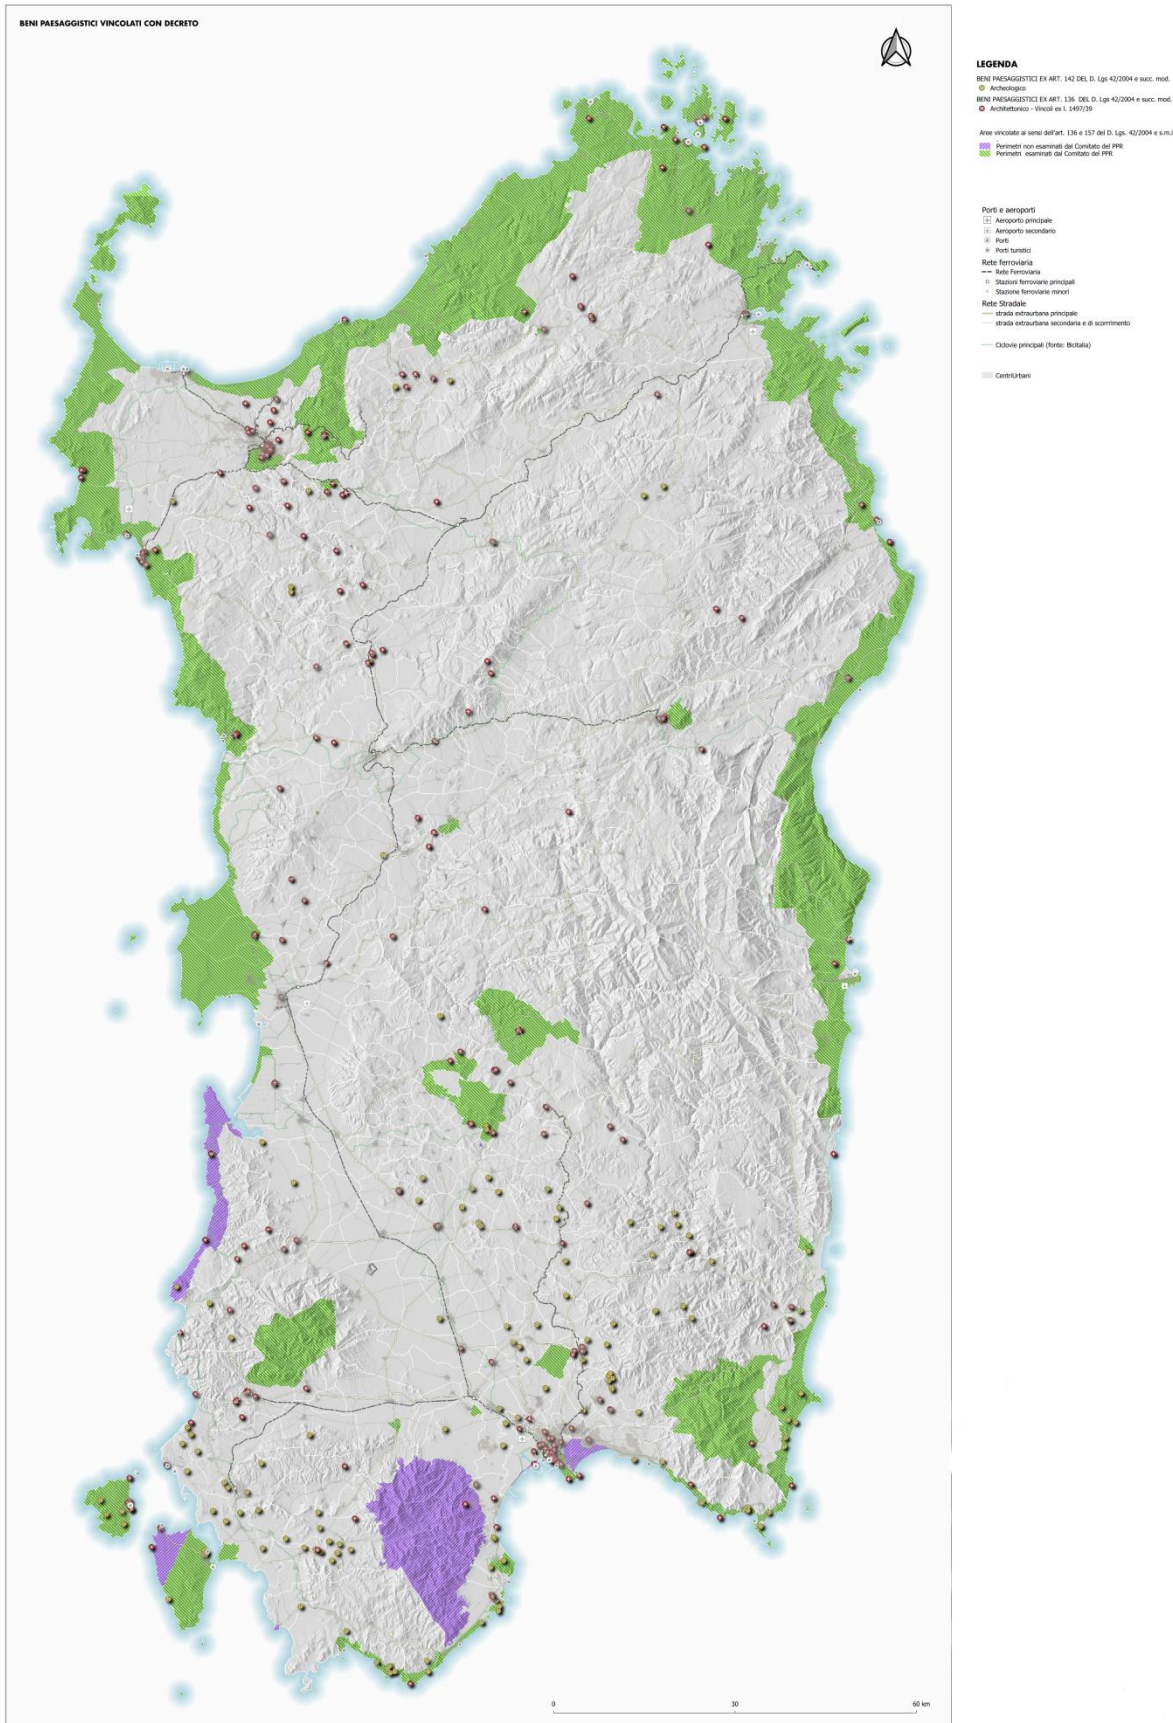 BENI PAESAGGISTICI VINCOLATI CON DECRETO
LEGENDA
BENI PAESAGGISTICI EX ART. 142 DEL D. Lgs 42/2004 e succ. mod.
Archeologico
BENI PAESAGGISTICI EX ART. 136 DEL D. Lgs 42/2004 e succ. mod.
Architettonico - Vincoli ex l. 1497/39
Aree vincolate ai sensi dell'art. 136 e 157 del D. Lgs. 42/2004 e s.m.i
Perimetri non esaminati dal Comitato del PPR
Perimetri esaminati dal Comitato del PPR
Porti e aeroporti
Aeroporto principale
Aeroporto secondario
Porti
Porti turistici
Rete ferroviaria
Rete Ferroviaria
Stazioni ferroviarie principali
Stazione ferroviarie minori
Rete Stradale
strada extraurbana principale
strada extraurbana secondaria e di scorrrimento
Ciclovie principali (fonte: Bicitalia)
CentriUrbani
0 30 60 km